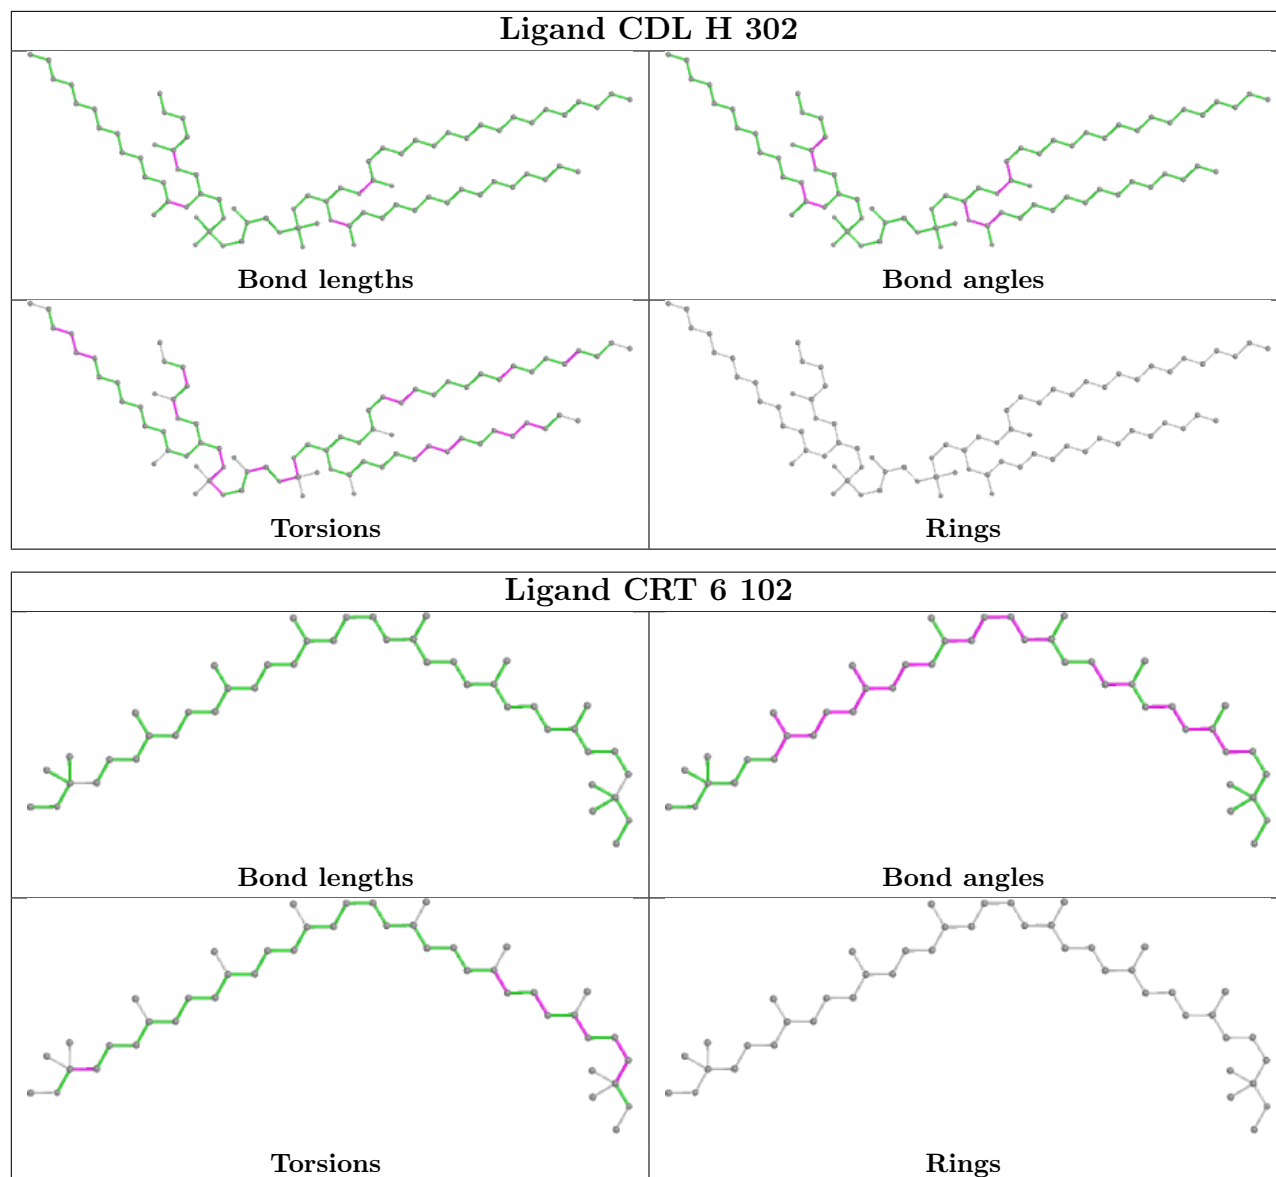 Ligand CDL H 302
Bond lengths
Bond angles
Torsions
Rings
Ligand CRT 6 102
Bond lengths
Bond angles
Torsions
Rings